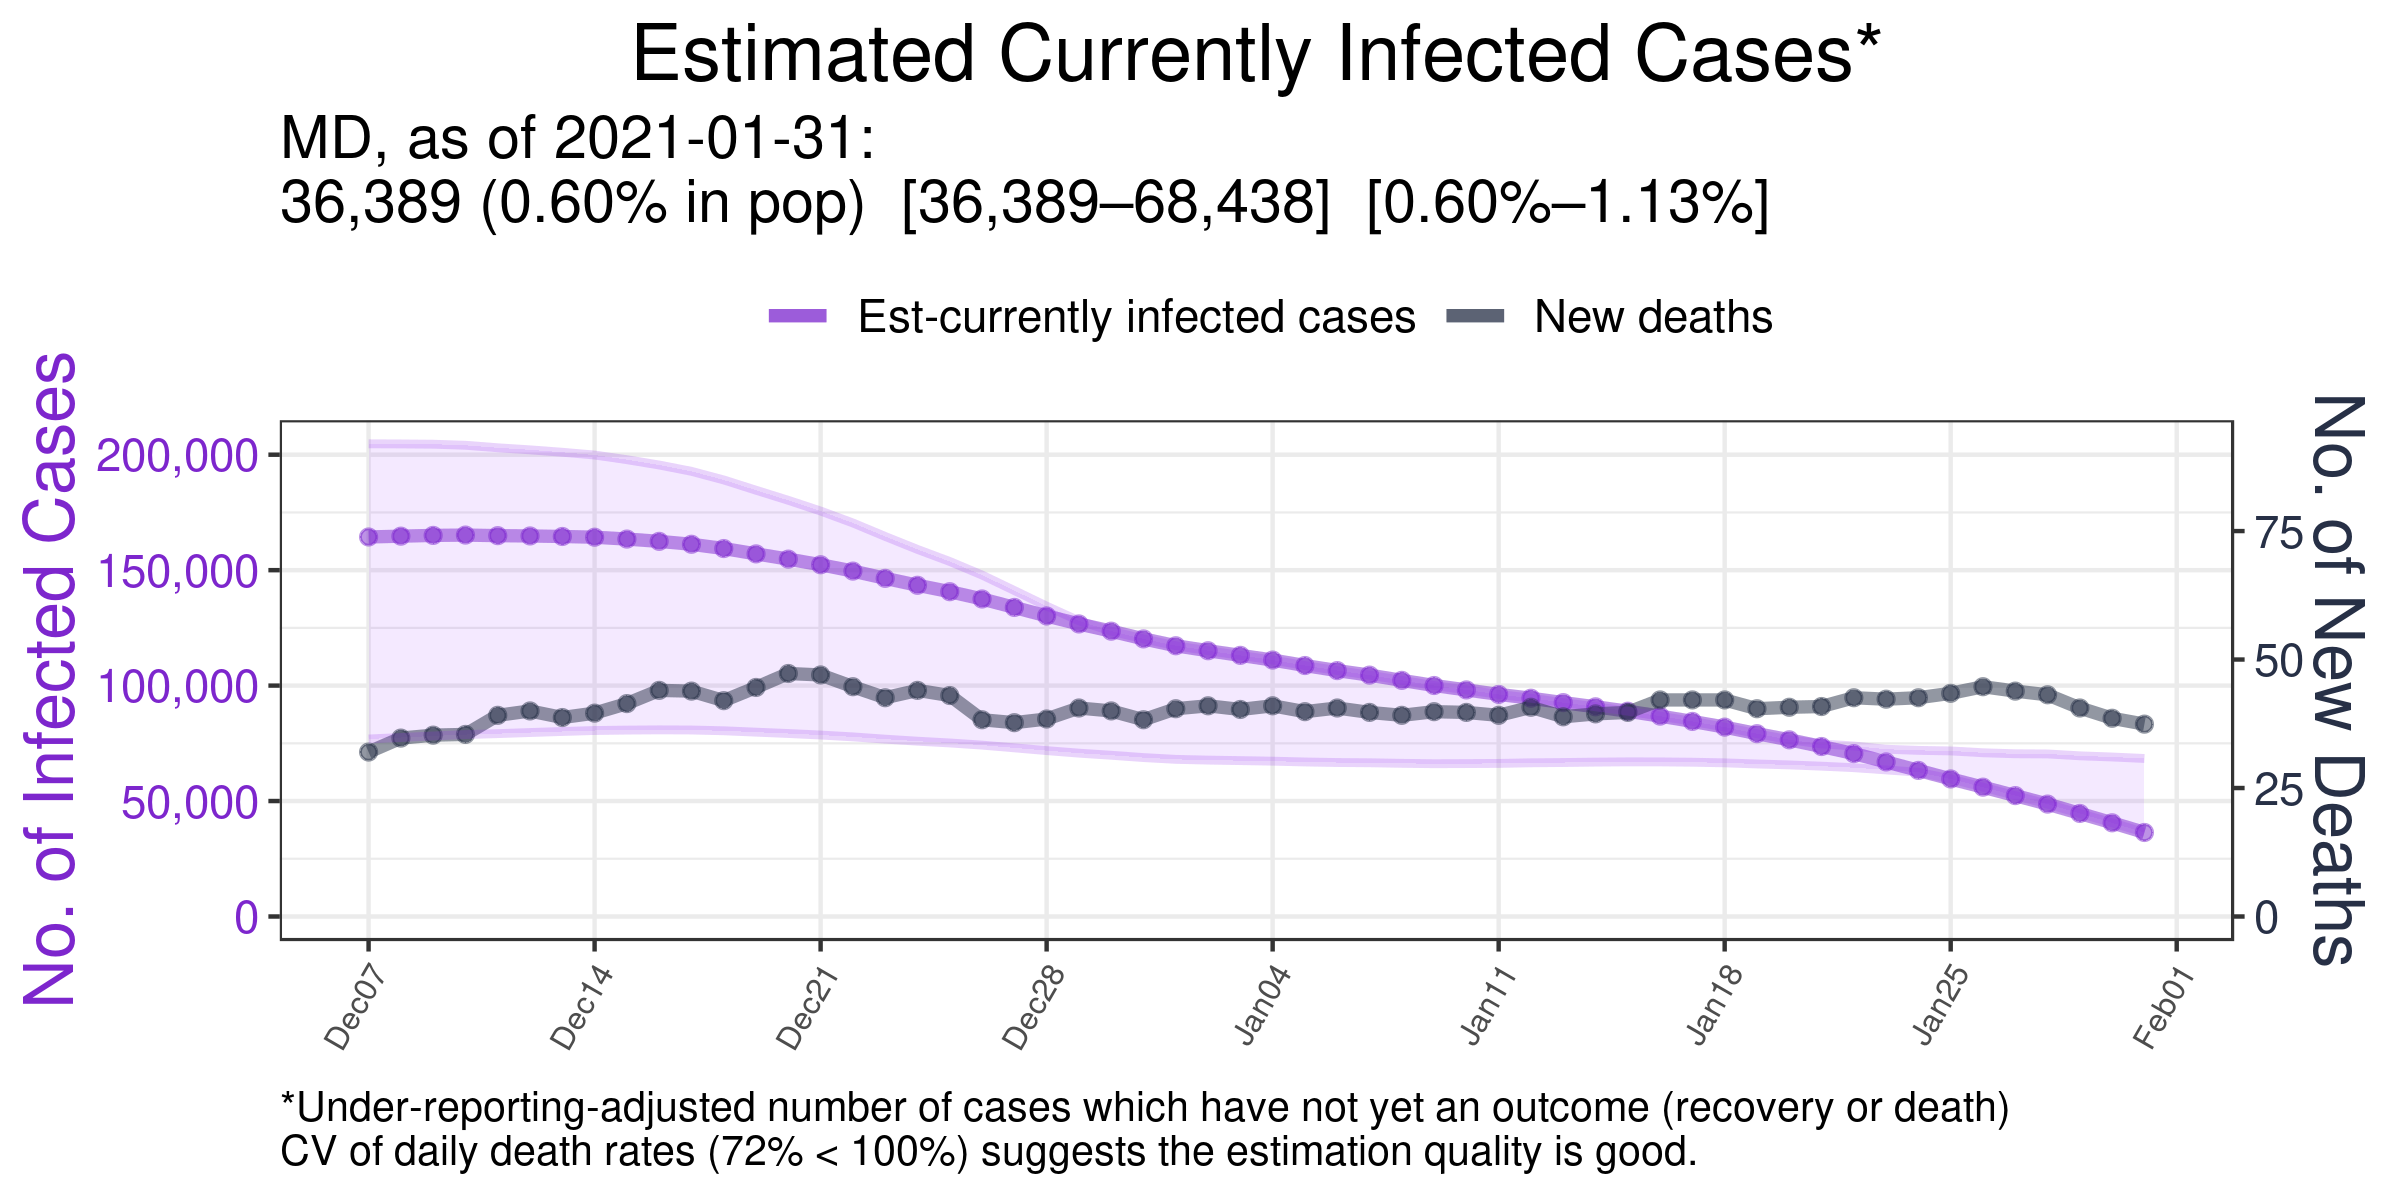 Estimated Currently Infected Cases*
MD, as of 2021-01-31:
36,389 (0.60% in pop)  [36,389–68,438]  [0.60%–1.13%]
Est-currently infected cases
New deaths
No. of Infected Cases
200,000
150,000
100,000
50,000
0
75
50
25
0
No. of New Deaths
Dec07
Dec14
Dec21
Dec28
Jan04
Jan11
Jan18
Jan25
Feb01
*Under-reporting-adjusted number of cases which have not yet an outcome (recovery or death)
CV of daily death rates (72% < 100%) suggests the estimation quality is good.